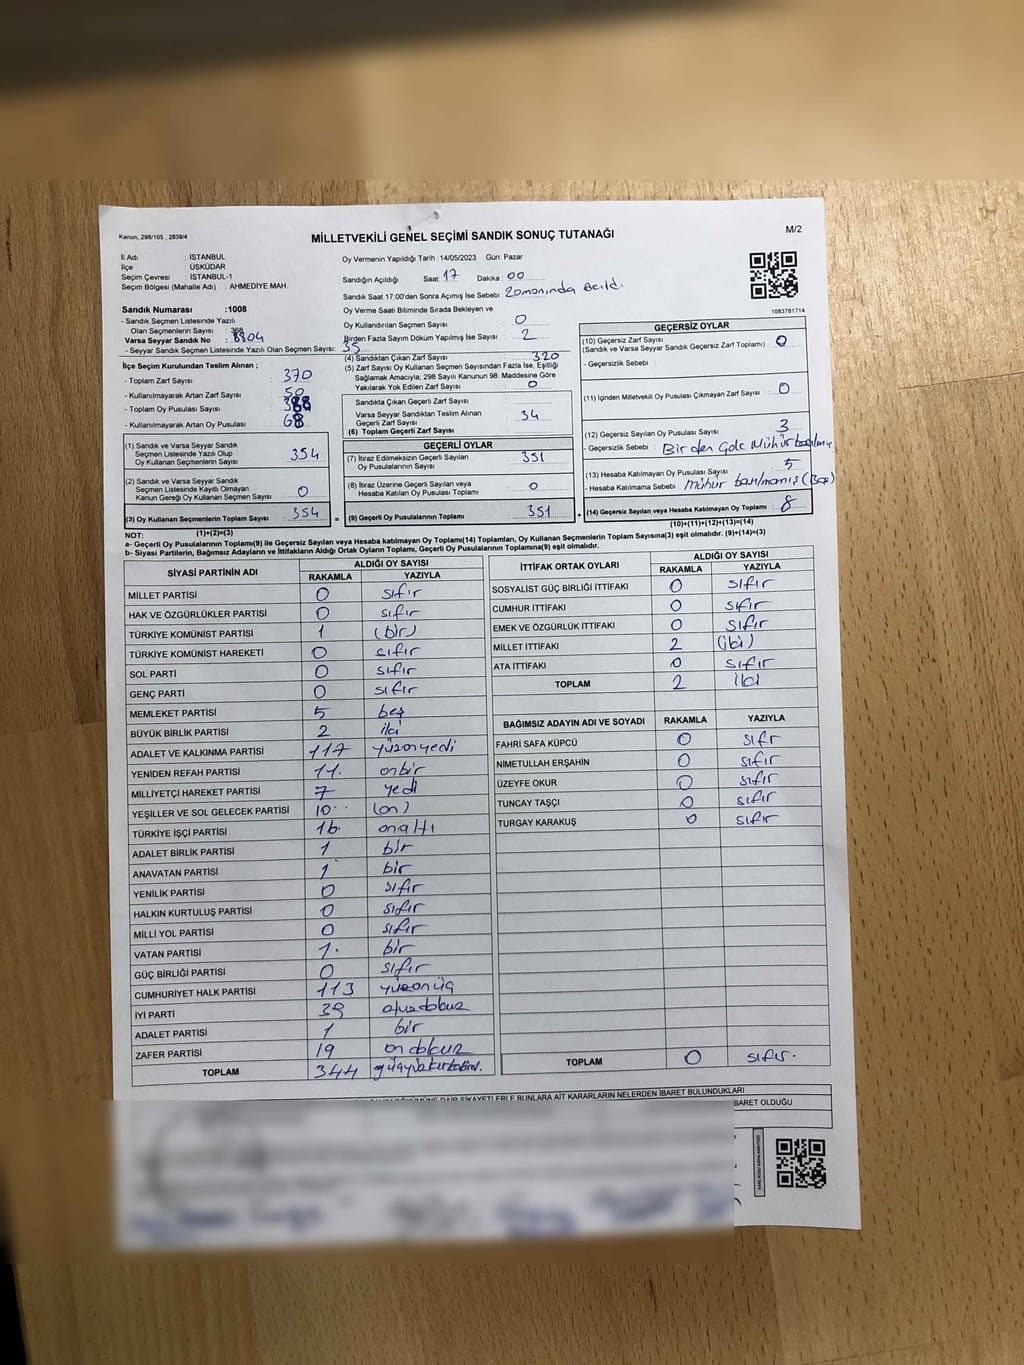 Kanun, 298/105 , 2839/4
MİLLETVEKİLİ GENEL SEÇİMİ SANDIK SONUÇ TUTANAĞI
M/2
İl Adı : İSTANBUL
İlçe : ÜSKÜDAR
Seçim Çevresi : İSTANBUL-1
Seçim Bölgesi (Mahalle Adı) : AHMEDİYE MAH.
Oy Vermenin Yapıldığı Tarih :14/05/2023 Gün: Pazar
Sandığın Açıldığı Saat: 17 Dakika : 00
Sandık Saat 17:00'den Sonra Açımış İse Sebebi : Zamanında Acıldı.
1083781714
Sandık Numarası :1008
- Sandık Seçmen Listesinde Yazılı
Olan Seçmenlerin Sayısı : 368
Varsa Seyyar Sandık No : 8804
- Seyyar Sandık Seçmen Listesinde Yazılı Olan Seçmen Sayısı: 35
Oy Verme Saati Bitiminde Sırada Bekleyen ve
Oy Kullandırılan Seçmen Sayısı : 0
Birden Fazla Sayım Döküm Yapılmış İse Sayısı : 2
İlçe Seçim Kurulundan Teslim Alınan ;
- Toplam Zarf Sayısı : 370
- Kullanılmayarak Artan Zarf Sayısı : 50
- Toplam Oy Pusulası Sayısı :
- Kullanılmayarak Artan Oy Pusulası : 68
(4) Sandıktan Çıkan Zarf Sayısı : 320
(5) Zarf Sayısı Oy Kullanan Seçmen Sayısından Fazla İse, Eşitliği
Sağlamak Amacıyla; 298 Sayılı Kanunun 98. Maddesine Göre
Yakılarak Yok Edilen Zarf Sayısı : 0
Sandıkta Çıkan Geçerli Zarf Sayısı :
Varsa Seyyar Sandıktan Teslim Alınan
Geçerli Zarf Sayısı : 34
(6) Toplam Geçerli Zarf Sayısı :
GEÇERSİZ OYLAR
(10) Geçersiz Zarf Sayısı : 0
(Sandık ve Varsa Seyyar Sandık Geçersiz Zarf Toplamı)
- Geçersizlik Sebebi :
(11) İçinden Milletvekili Oy Pusulası Çıkmayan Zarf Sayısı : 0
(12) Geçersiz Sayılan Oy Pusulası Sayısı : 3
- Geçersizlik Sebebi : Birden Mühür
(13) Hesaba Katılmayan Oy Pusulası Sayısı : 5
- Hesaba Katılmama Sebebi : Mühür basılmamış
(14) Geçersiz Sayılan veya Hesaba Katılmayan Oy Toplamı : 8
(10)+(11)+(12)+(13)=(14)
(1) Sandık ve Varsa Seyyar Sandık
Seçmen Listesinde Yazılı Olup
Oy Kullanan Seçmenlerin Sayısı : 354
(2) Sandık ve Varsa Seyyar Sandık
Seçmen Listesinde Kayıtlı Olmayan
Kanun Gereği Oy Kullanan Seçmen Sayısı : 0
(3) Oy Kullanan Seçmenlerin Toplam Sayısı : 354
(1)+(2)=(3)
GEÇERLİ OYLAR
(7) İtiraz Edilmeksizin Geçerli Sayılan
Oy Pusulalarının Sayısı : 351
(8) İtiraz Üzerine Geçerli Sayılan veya
Hesaba Katılan Oy Pusulası Toplamı : 0
(9) Geçerli Oy Pusulalarının Toplamı : 351
NOT:
a- Geçerli Oy Pusulası Toplamı(9) ile Geçersiz Sayılan veya Hesaba katılmayan Oy Toplamı(14) Toplamları, Oy Kullanan Seçmenlerin Toplam Sayısına(3) eşit olmalıdır. (9)+(14)=(3)
b- Siyasi Partilerin, Bağımsız Adayların ve İttifakların Aldığı Ortak Oyların Toplamı, Geçerli Oy Pusulalarının Toplamına(9) eşit olmalıdır.
SİYASİ PARTİNİN ADI ALDIĞI OY SAYISI
RAKAMLA YAZIYLA
MİLLET PARTİSİ 0 sıfır
HAK VE ÖZGÜRLÜKLER PARTİSİ 0 sıfır
TÜRKİYE KOMÜNİST PARTİSİ 1 (bir)
TÜRKİYE KOMÜNİST HAREKETİ 0 sıfır
SOL PARTİ 0 sıfır
GENÇ PARTİ 0 sıfır
MEMLEKET PARTİSİ 5 beş
BÜYÜK BİRLİK PARTİSİ 2 iki
ADALET VE KALKINMA PARTİSİ 117 yüzonyedi
YENİDEN REFAH PARTİSİ 11. onbir
MİLLİYETÇİ HAREKET PARTİSİ 7 yedi
YEŞİLLER VE SOL GELECEK PARTİSİ 10 (on)
TÜRKİYE İŞÇİ PARTİSİ 16 onaltı
ADALET BİRLİK PARTİSİ 1 bir
ANAVATAN PARTİSİ 1 bir
YENİLİK PARTİSİ 0 sıfır
HALKIN KURTULUŞ PARTİSİ 0 sıfır
MİLLİ YOL PARTİSİ 0 sıfır
VATAN PARTİSİ 1. bir
GÜÇ BİRLİĞİ PARTİSİ 0 sıfır
CUMHURİYET HALK PARTİSİ 113 yüzonüç
İYİ PARTİ 39 otuzdokuz
ADALET PARTİSİ 1 bir
ZAFER PARTİSİ 19 ondokuz
TOPLAM 344
İTTİFAK ORTAK OYLARI ALDIĞI OY SAYISI
RAKAMLA YAZIYLA
SOSYALİST GÜÇ BİRLİĞİ İTTİFAKI 0 sıfır
CUMHUR İTTİFAKI 0 sıfır
EMEK VE ÖZGÜRLÜK İTTİFAKI 0 sıfır
MİLLET İTTİFAKI 2 (iki)
ATA İTTİFAKI 0 sıfır
TOPLAM 2 iki
BAĞIMSIZ ADAYIN ADI VE SOYADI RAKAMLA YAZIYLA
FAHRİ SAFA KÜPCÜ 0 sıfr
NİMETULLAH ERŞAHİN 0 sıfır
ÜZEYFE OKUR 0 sıfır
TUNCAY TAŞÇI 0 sıfır
TURGAY KARAKUŞ 0 sıfır
TOPLAM 0 sıfır.
DÖKÜMÜNE DAİR ŞİKAYETLERLE BUNLARA AİT KARARLARIN NELERDEN İBARET BULUNDUKLARI
BARET OLDUĞU